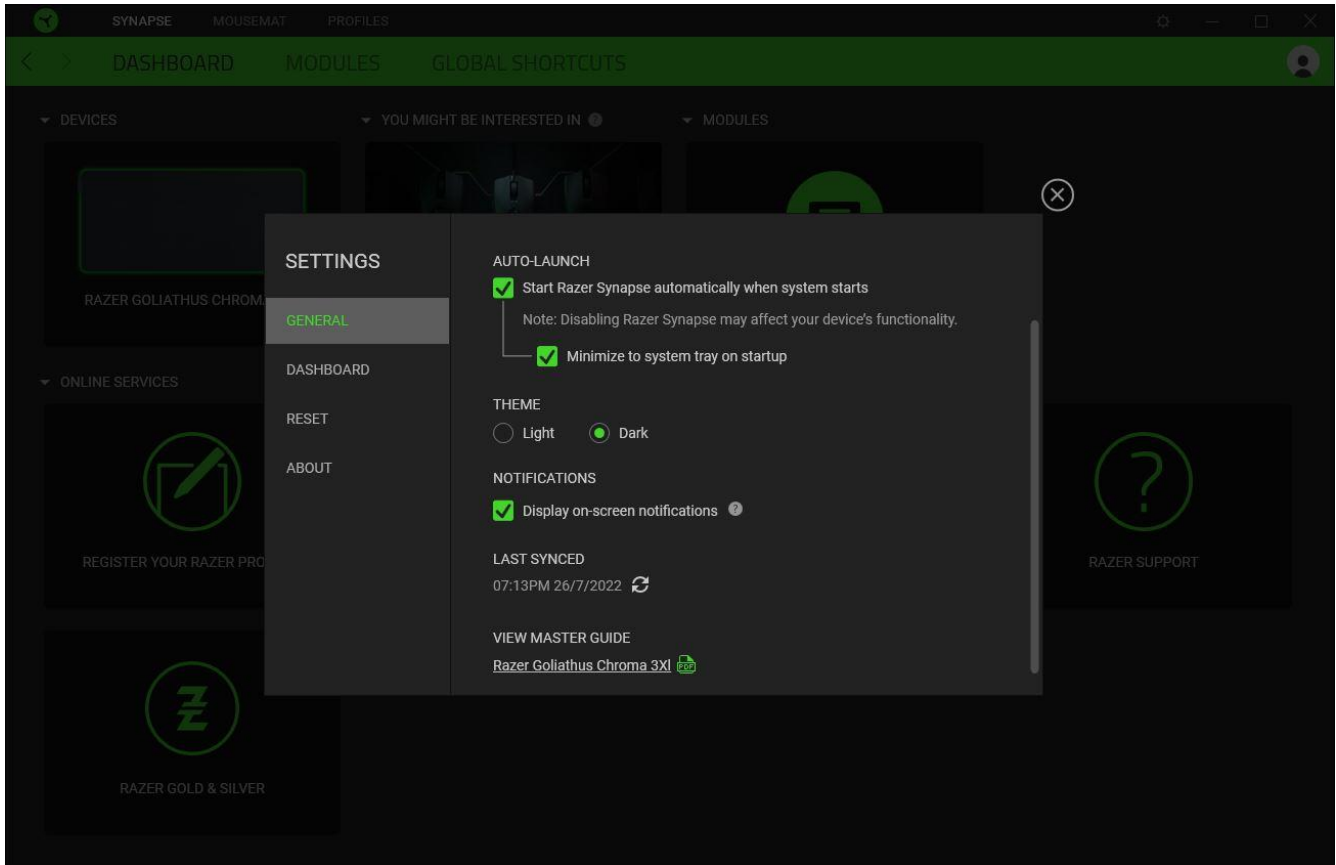 SYNAPSE MOUSEMAT PROFILES
DASHBOARD MODULES GLOBAL SHORTCUTS
DEVICES YOU MIGHT BE INTERESTED IN ? MODULES
RAZER GOLIATHUS CHROM
ONLINE SERVICES
REGISTER YOUR RAZER PRO
RAZER GOLD & SILVER
RAZER SUPPORT
SETTINGS
GENERAL
DASHBOARD
RESET
ABOUT
AUTO-LAUNCH
Start Razer Synapse automatically when system starts
Note: Disabling Razer Synapse may affect your device's functionality.
Minimize to system tray on startup
THEME
Light Dark
NOTIFICATIONS
Display on-screen notifications ?
LAST SYNCED
07:13PM 26/7/2022
VIEW MASTER GUIDE
Razer Goliathus Chroma 3Xl PDF